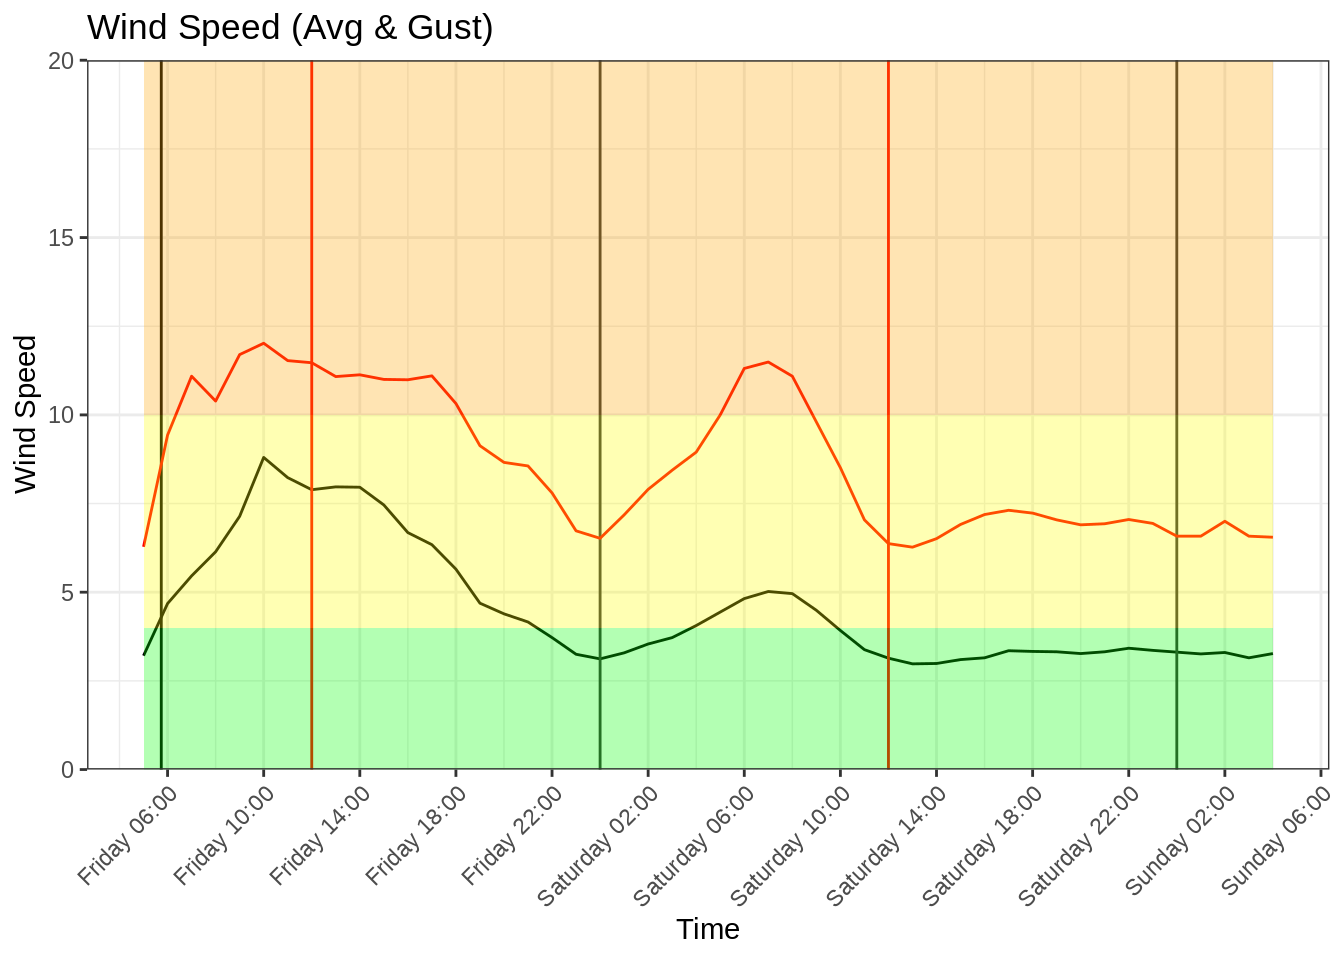 Wind Speed (Avg & Gust)
Wind Speed
20
15
10
5
0
Friday 06:00
Friday 10:00
Friday 14:00
Friday 18:00
Friday 22:00
Saturday 02:00
Saturday 06:00
Saturday 10:00
Saturday 14:00
Saturday 18:00
Saturday 22:00
Sunday 02:00
Sunday 06:00
Time